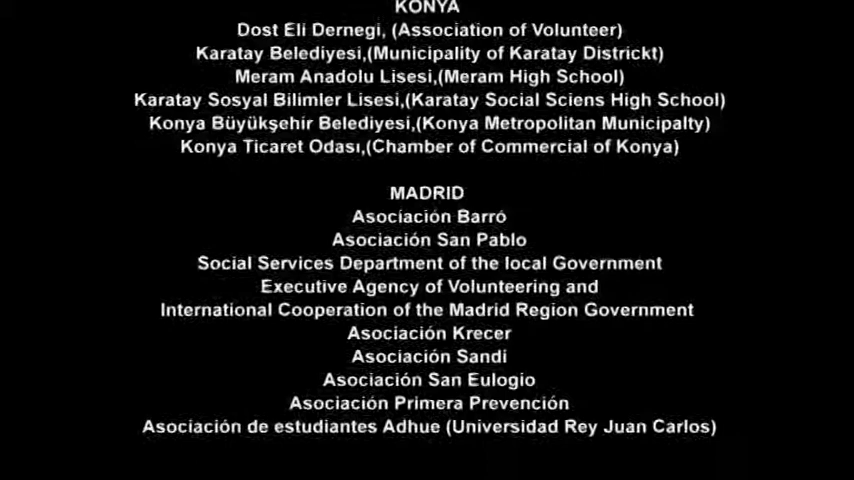 KONYA
Dost Eli Dernegi, (Association of Volunteer)
Karatay Belediyesi,(Municipality of Karatay Districkt)
Meram Anadolu Lisesi,(Meram High School)
Karatay Sosyal Bilimler Lisesi,(Karatay Social Sciens High School)
Konya Büyükşehir Belediyesi,(Konya Metropolitan Municipalty)
Konya Ticaret Odası,(Chamber of Commercial of Konya)
MADRID
Asociación Barró
Asociación San Pablo
Social Services Department of the local Government
Executive Agency of Volunteering and
International Cooperation of the Madrid Region Government
Asociación Krecer
Asociación Sandi
Asociación San Eulogio
Asociación Primera Prevención
Asociación de estudiantes Adhue (Universidad Rey Juan Carlos)